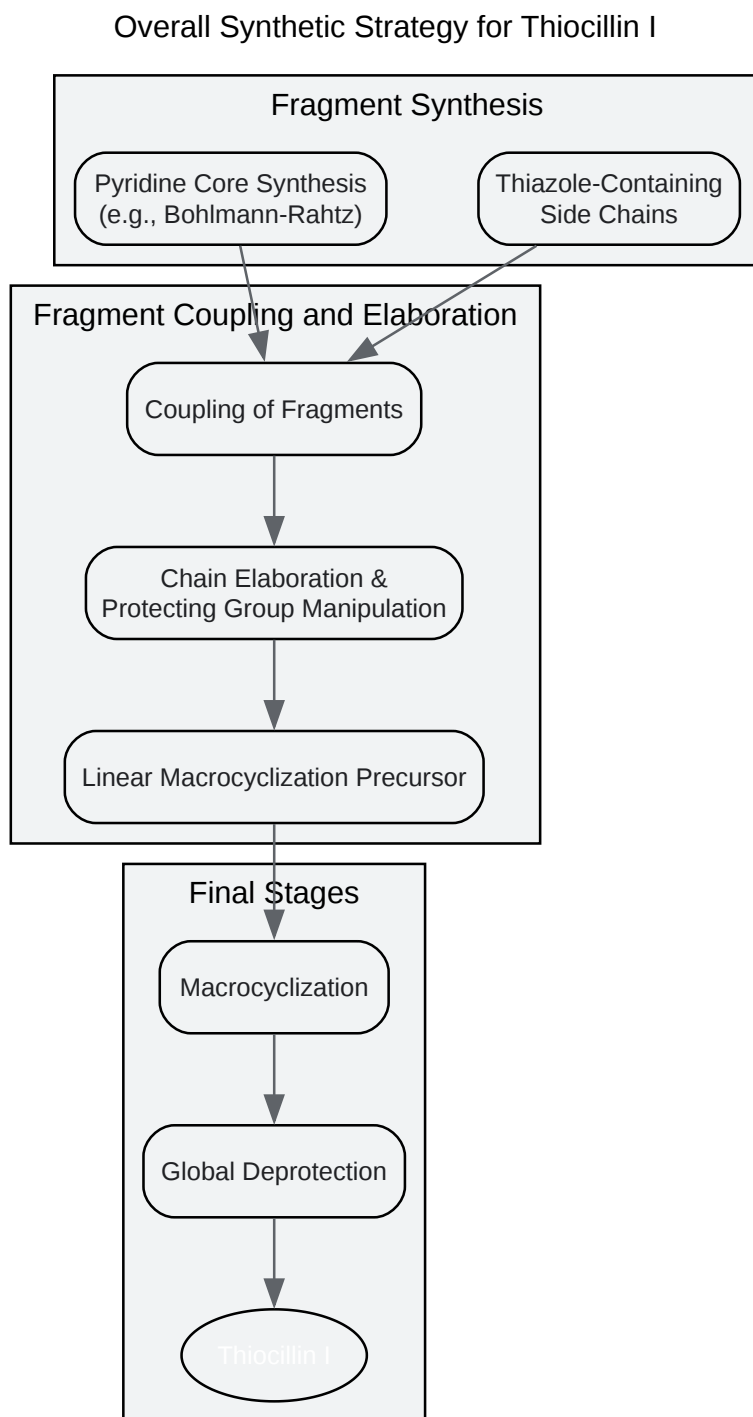 Overall Synthetic Strategy for Thiocillin I
Fragment Synthesis
Pyridine Core Synthesis
(e.g., Bohlmann-Rahtz)
Thiazole-Containing
Side Chains
Fragment Coupling and Elaboration
Coupling of Fragments
Chain Elaboration &
Protecting Group Manipulation
Linear Macrocyclization Precursor
Final Stages
Macrocyclization
Global Deprotection
Thiocillin I